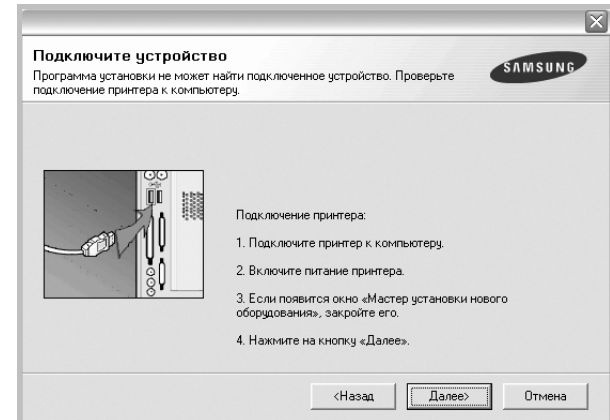 Подключите устройство
Программа установки не может найти подключенное устройство. Проверьте
подключение принтера к компьютеру.
SAMSUNG
Подключение принтера:
1. Подключите принтер к компьютеру.
2. Включите питание принтера.
3. Если появится окно «Мастер установки нового
оборудования», закройте его.
4. Нажмите на кнопку «Далее».
<Назад
Далее>
Отмена